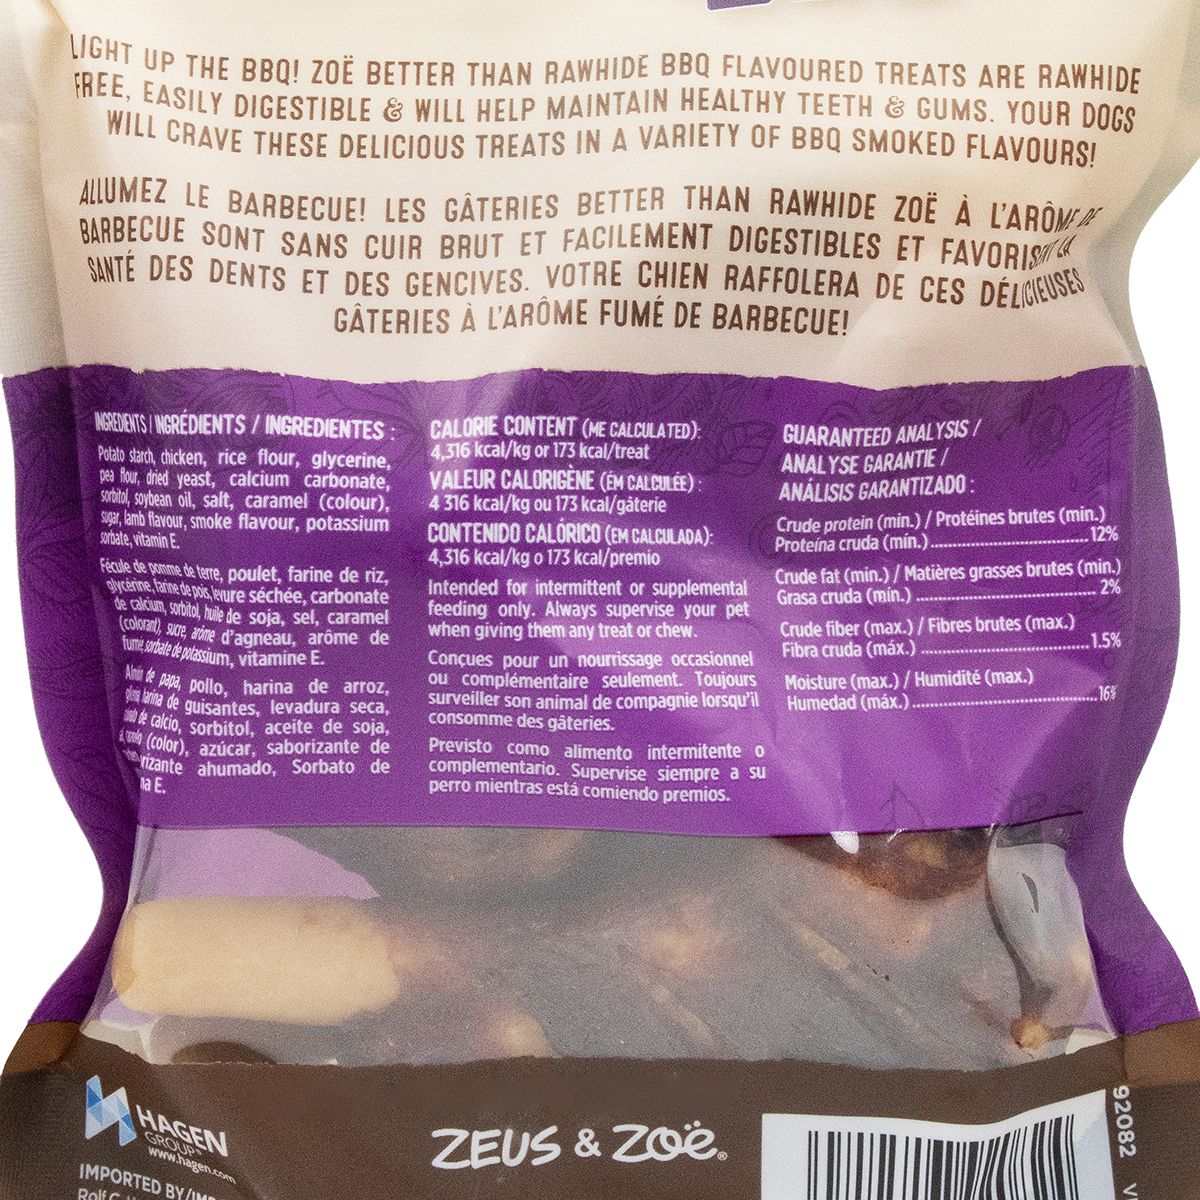 LIGHT UP THE BBQ! ZOË BETTER THAN RAWHIDE BBQ FLAVOURED TREATS ARE RAWHIDE
FREE, EASILY DIGESTIBLE & WILL HELP MAINTAIN HEALTHY TEETH & GUMS. YOUR DOGS
WILL CRAVE THESE DELICIOUS TREATS IN A VARIETY OF BBQ SMOKED FLAVOURS!
ALLUMEZ LE BARBECUE! LES GÂTERIES BETTER THAN RAWHIDE ZOË À L'ARÔME DE
BARBECUE SONT SANS CUIR BRUT ET FACILEMENT DIGESTIBLES ET FAVORISENT LA
SANTÉ DES DENTS ET DES GENCIVES. VOTRE CHIEN RAFFOLERA DE CES DÉLICIEUSES
GÂTERIES À L'ARÔME FUMÉ DE BARBECUE!
INGREDIENTS / INGRÉDIENTS / INGREDIENTES :
Potato starch, chicken, rice flour, glycerine,
pea flour, dried yeast, calcium carbonate,
sorbitol, soybean oil, salt, caramel (colour),
sugar, lamb flavour, smoke flavour, potassium
sorbate, vitamin E.
Fécule de pomme de terre, poulet, farine de riz,
glycérine, farine de pois, levure séchée, carbonate
de calcium, sorbitol, huile de soja, sel, caramel
(colorant), sucre, arôme d'agneau, arôme de
fumé, sorbate de potassium, vitamine E.
de papa, pollo, harina de arroz,
harina de guisantes, levadura seca,
de calcio, sorbitol, aceite de soja,
(color), azúcar, saborizante de
ahumado, Sorbato de
E.
CALORIE CONTENT (ME CALCULATED):
4,316 kcal/kg or 173 kcal/treat
VALEUR CALORIGÈNE (ÉM CALCULÉE) :
4 316 kcal/kg ou 173 kcal/gâterie
CONTENIDO CALÓRICO (EM CALCULADA):
4,316 kcal/kg o 173 kcal/premio
Intended for intermittent or supplemental
feeding only. Always supervise your pet
when giving them any treat or chew.
Conçues pour un nourrissage occasionnel
ou complémentaire seulement. Toujours
surveiller son animal de compagnie lorsqu'il
consomme des gâteries.
Previsto como alimento intermitente o
complementario. Supervise siempre a su
perro mientras está comiendo premios.
GUARANTEED ANALYSIS /
ANALYSE GARANTIE /
ANÁLISIS GARANTIZADO :
Crude protein (min.) / Protéines brutes (min.)
Proteína cruda (mín.) ........................ 12%
Crude fat (min.) / Matières grasses brutes (min.)
Grasa cruda (mín.) ........................ 2%
Crude fiber (max.) / Fibres brutes (max.)
Fibra cruda (máx.) ........................ 1.5%
Moisture (max.) / Humidité (max.)
Humedad (máx.) ........................ 16%
HAGEN
GROUP®
www.hagen.com
IMPORTED BY/
Rolf C.
ZEUS & ZOË®
92082